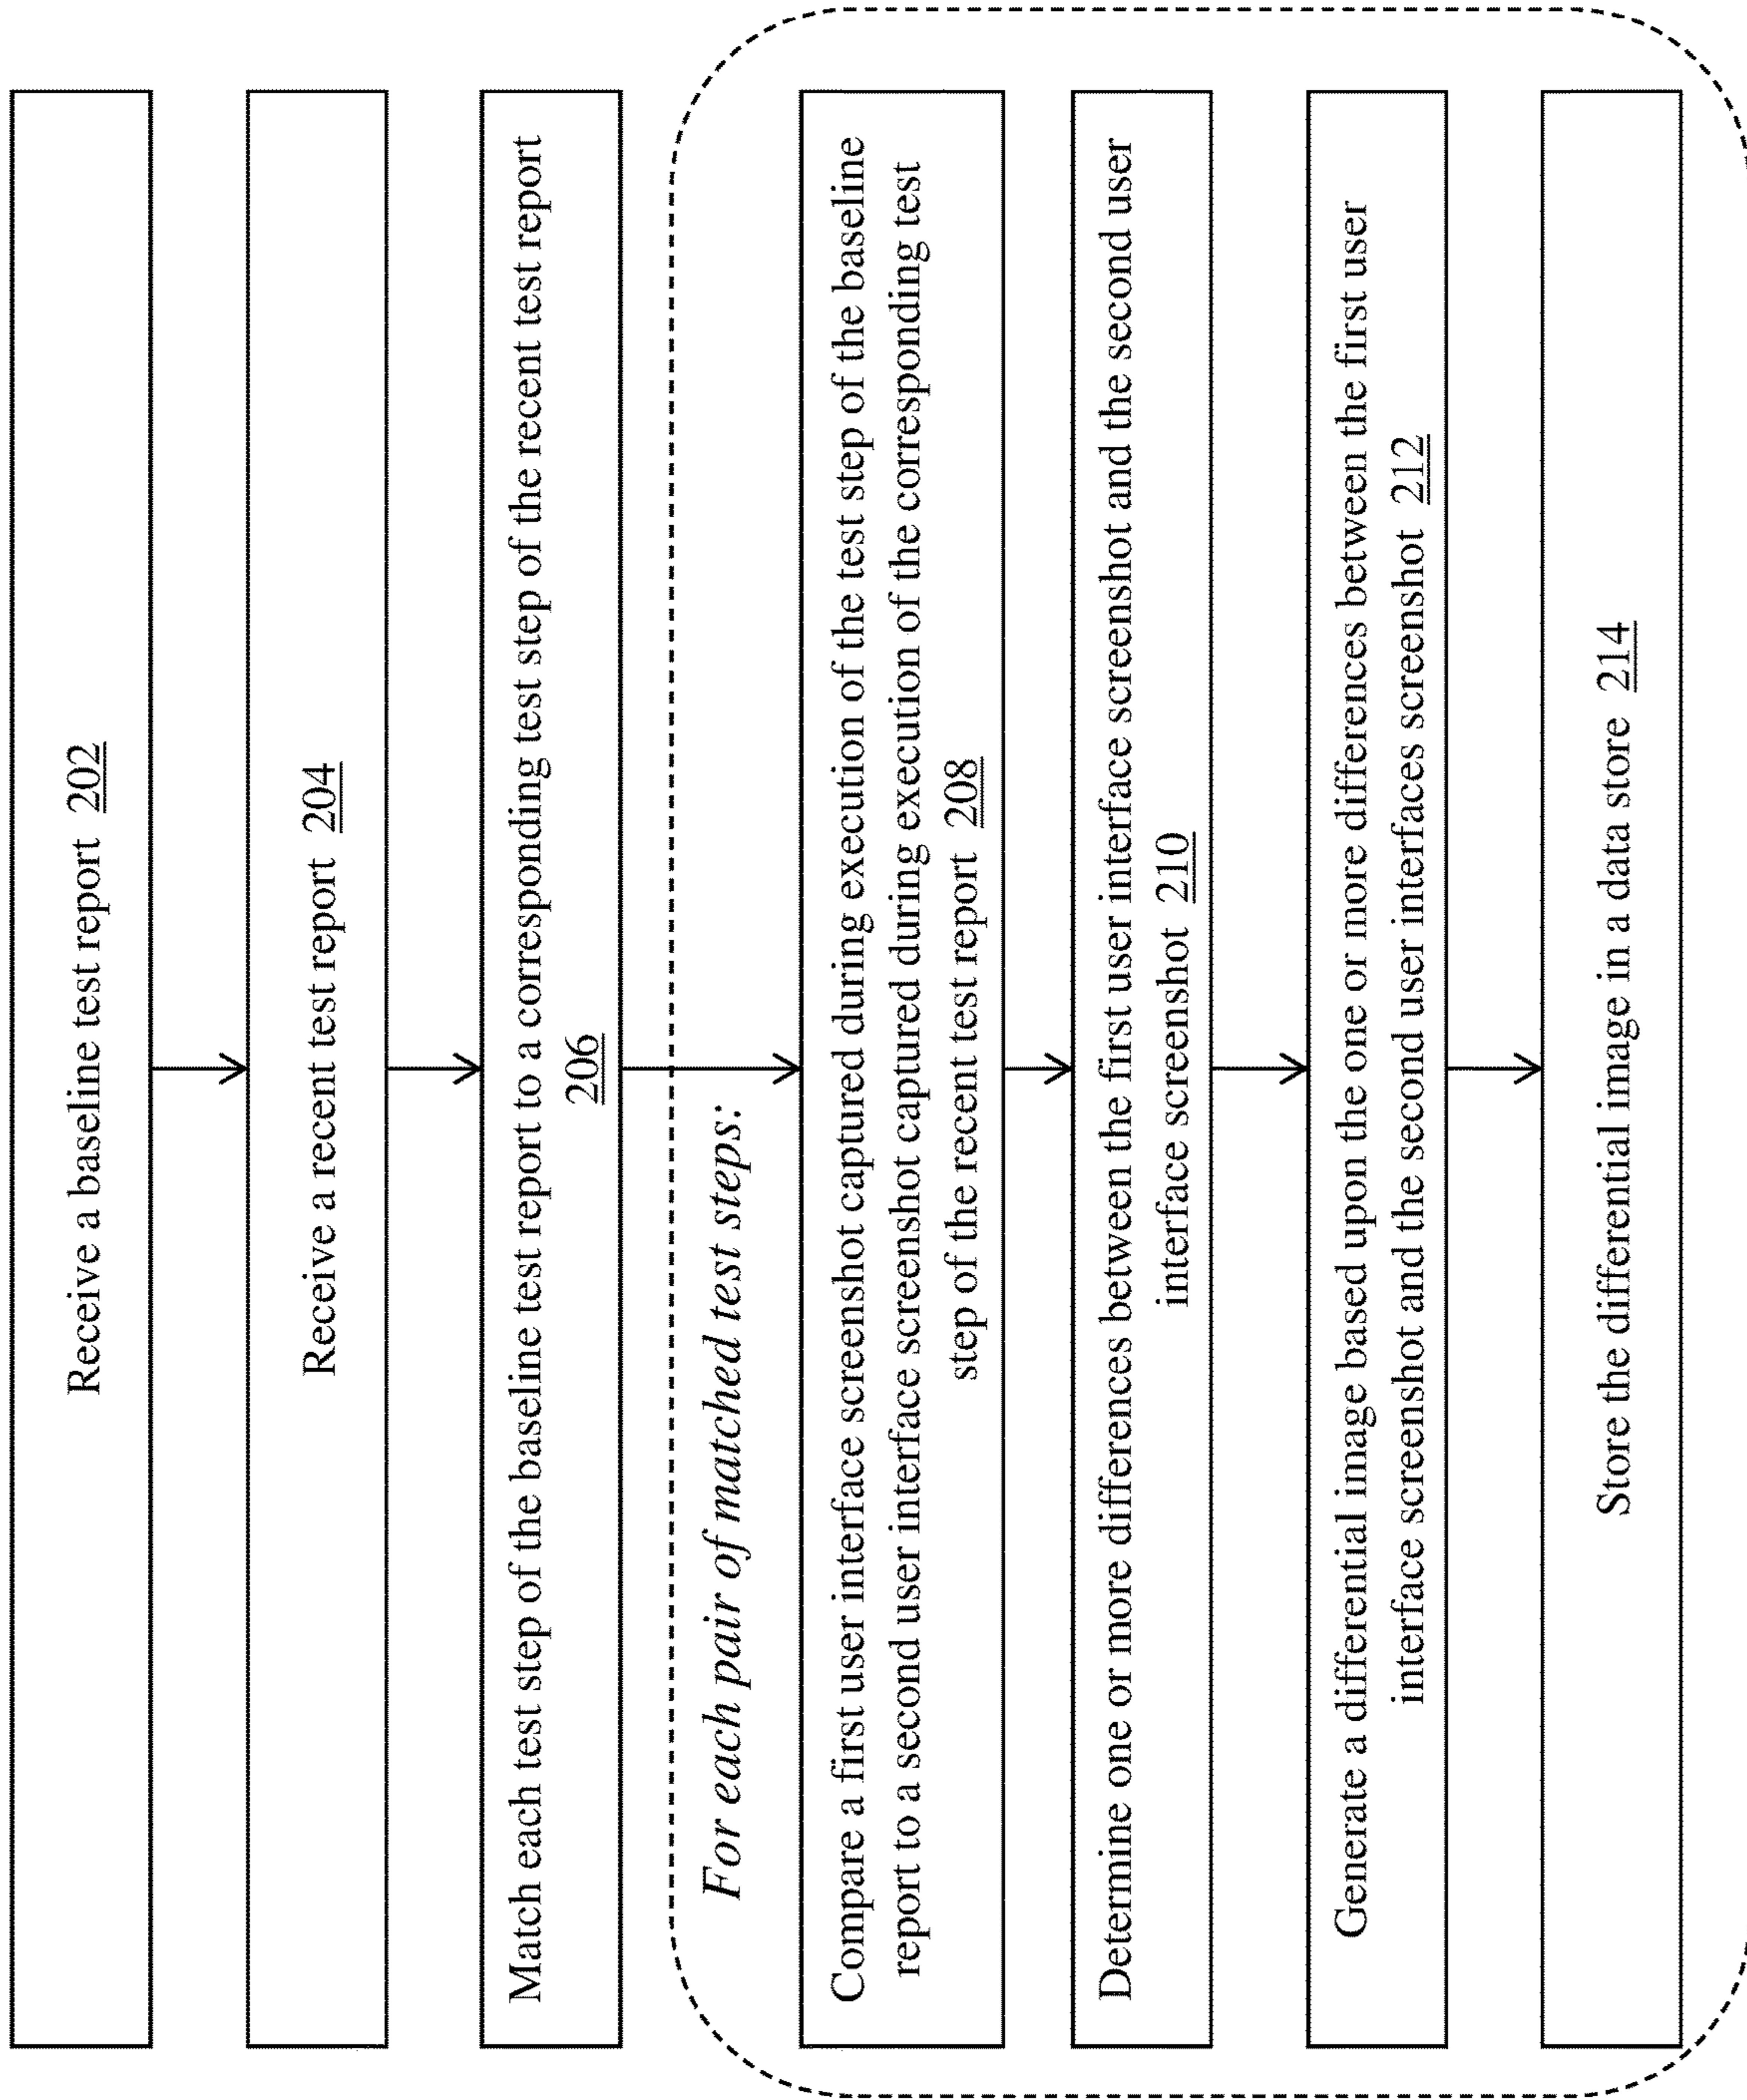 Receive a baseline test report 202
Receive a recent test report 204
Match each test step of the baseline test report to a corresponding test step of the recent test report
206
For each pair of matched test steps:
Compare a first user interface screenshot captured during execution of the test step of the baseline
report to a second user interface screenshot captured during execution of the corresponding test
step of the recent test report 208
Determine one or more differences between the first user interface screenshot and the second user
interface screenshot 210
Generate a differential image based upon the one or more differences between the first user
interface screenshot and the second user interfaces screenshot 212
Store the differential image in a data store 214